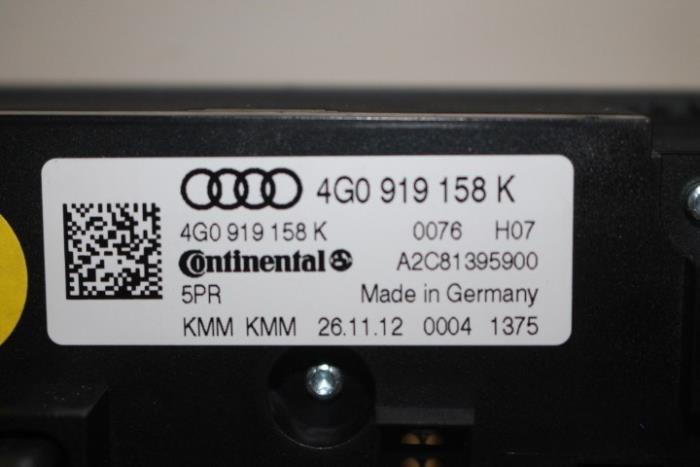 4G0 919 158 K
4G0 919 158 K 0076 H07
Continental A2C81395900
5PR Made in Germany
KMM KMM 26.11.12 0004 1375